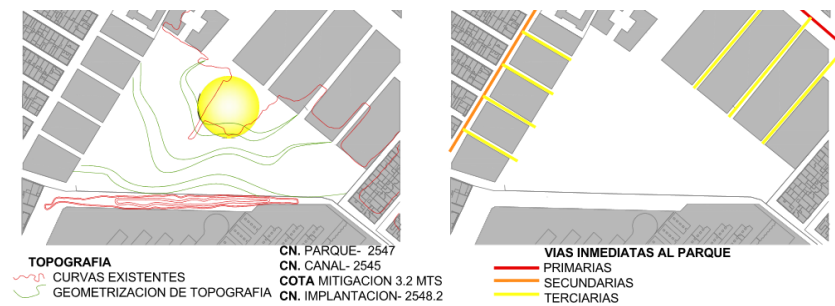 TOPOGRAFIA
CURVAS EXISTENTES
GEOMETRIZACION DE TOPOGRAFIA
CN. PARQUE- 2547
CN. CANAL- 2545
COTA MITIGACION 3.2 MTS
CN. IMPLANTACION- 2548.2
VIAS INMEDIATAS AL PARQUE
PRIMARIAS
SECUNDARIAS
TERCIARIAS